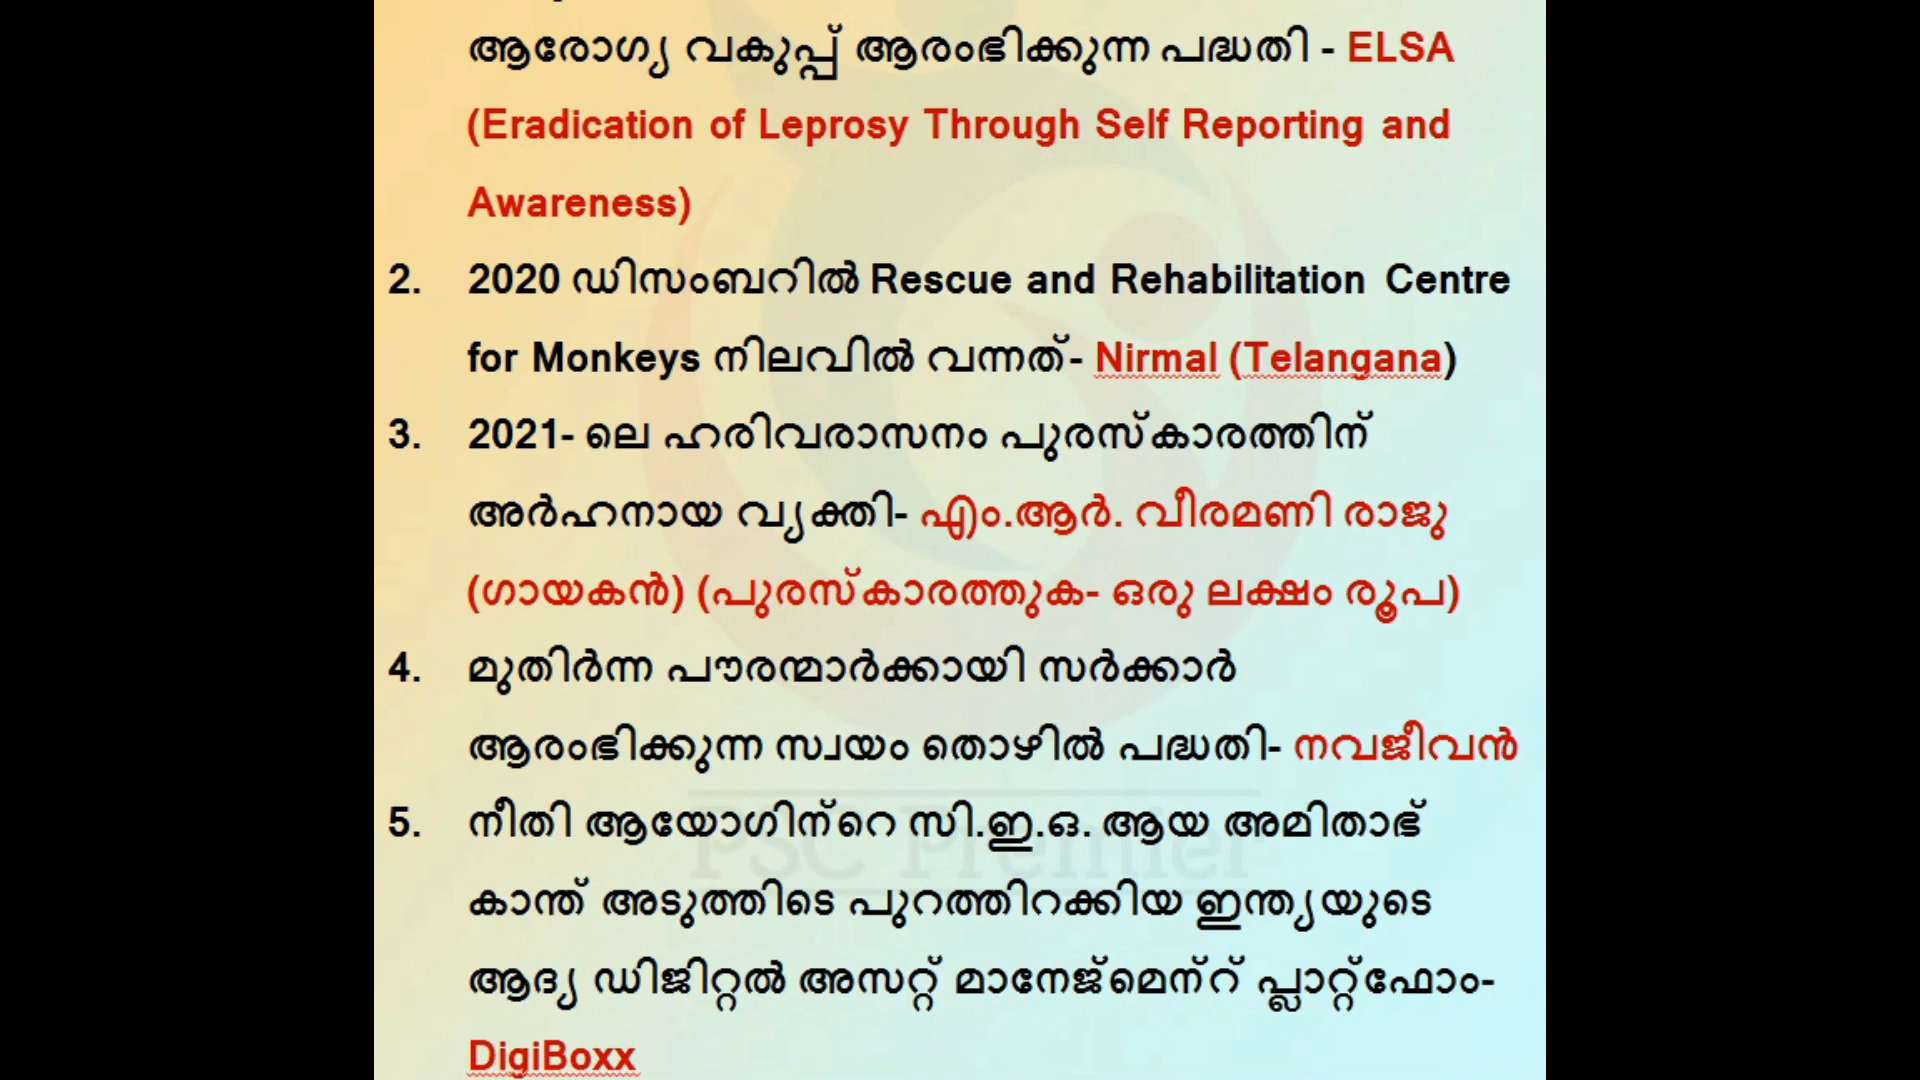 ആരോഗ്യ വകുപ്പ് ആരംഭിക്കുന്ന പദ്ധതി - ELSA
(Eradication of Leprosy Through Self Reporting and
Awareness)
2. 2020 ഡിസംബറിൽ Rescue and Rehabilitation Centre
for Monkeys നിലവിൽ വന്നത്- Nirmal (Telangana)
3. 2021- ലെ ഹരിവരാസനം പുരസ്കാരത്തിന്
അർഹനായ വ്യക്തി- എം.ആർ. വീരമണി രാജു
(ഗായകൻ) (പുരസ്കാരത്തുക- ഒരു ലക്ഷം രൂപ)
4. മുതിർന്ന പൗരന്മാർക്കായി സർക്കാർ
ആരംഭിക്കുന്ന സ്വയം തൊഴിൽ പദ്ധതി- നവജീവൻ
5. നീതി ആയോഗിന്റെ സി.ഇ.ഒ. ആയ അമിതാഭ്
PSC Premier
കാന്ത് അടുത്തിടെ പുറത്തിറക്കിയ ഇന്ത്യയുടെ
ആദ്യ ഡിജിറ്റൽ അസറ്റ് മാനേജ്മെന്റ് പ്ലാറ്റ്ഫോം-
DigiBoxx